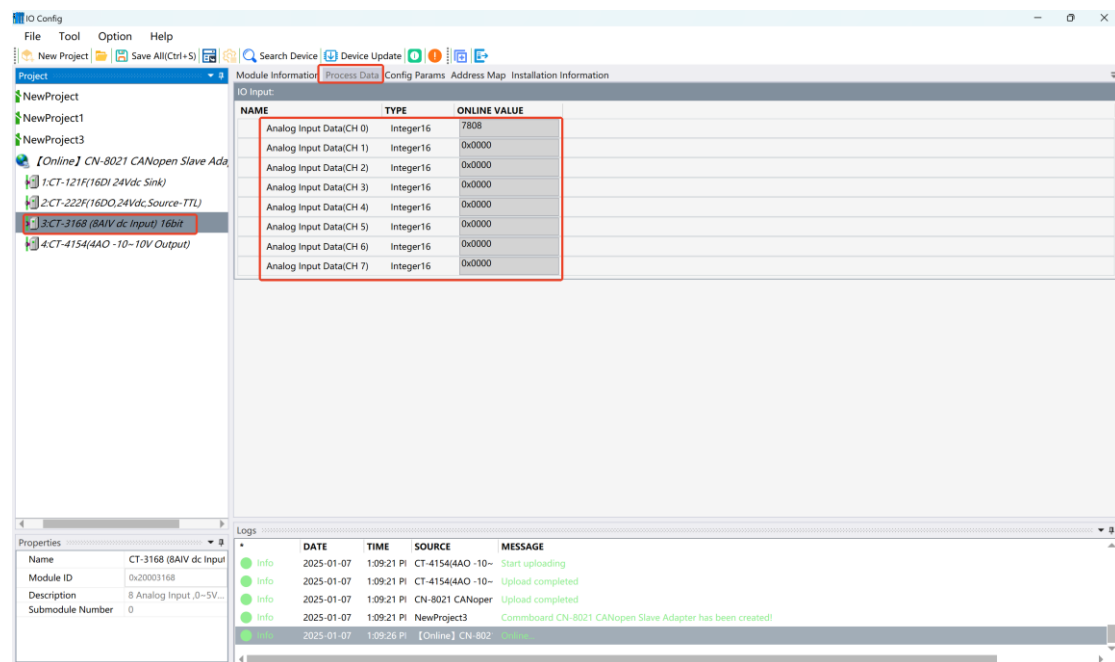 IO Config
File Tool Option Help
New Project Save All(Ctrl+S) Search Device Device Update
Project
NewProject
NewProject1
NewProject3
【Online】CN-8021 CANopen Slave Ada
1:CT-121F(16DI 24Vdc Sink)
2:CT-222F(16DO,24Vdc,Source-TTL)
3:CT-3168 (8AIV dc Input) 16bit
4:CT-4154(4AO -10~10V Output)
Module Information Process Data Config Params Address Map Installation Information
IO Input:
NAME TYPE ONLINE VALUE
Analog Input Data(CH 0) Integer16 7808
Analog Input Data(CH 1) Integer16 0x0000
Analog Input Data(CH 2) Integer16 0x0000
Analog Input Data(CH 3) Integer16 0x0000
Analog Input Data(CH 4) Integer16 0x0000
Analog Input Data(CH 5) Integer16 0x0000
Analog Input Data(CH 6) Integer16 0x0000
Analog Input Data(CH 7) Integer16 0x0000
Properties
Name CT-3168 (8AIV dc Input
Module ID 0x20003168
Description 8 Analog Input ,0~5V...
Submodule Number 0
Logs
* DATE TIME SOURCE MESSAGE
Info 2025-01-07 1:09:21 PI CT-4154(4AO -10~ Start uploading
Info 2025-01-07 1:09:21 PI CT-4154(4AO -10~ Upload completed
Info 2025-01-07 1:09:21 PI CN-8021 CANoper Upload completed
Info 2025-01-07 1:09:21 PI NewProject3 Commboard CN-8021 CANopen Slave Adapter has been created!
Info 2025-01-07 1:09:26 PI 【Online】CN-802 Online...